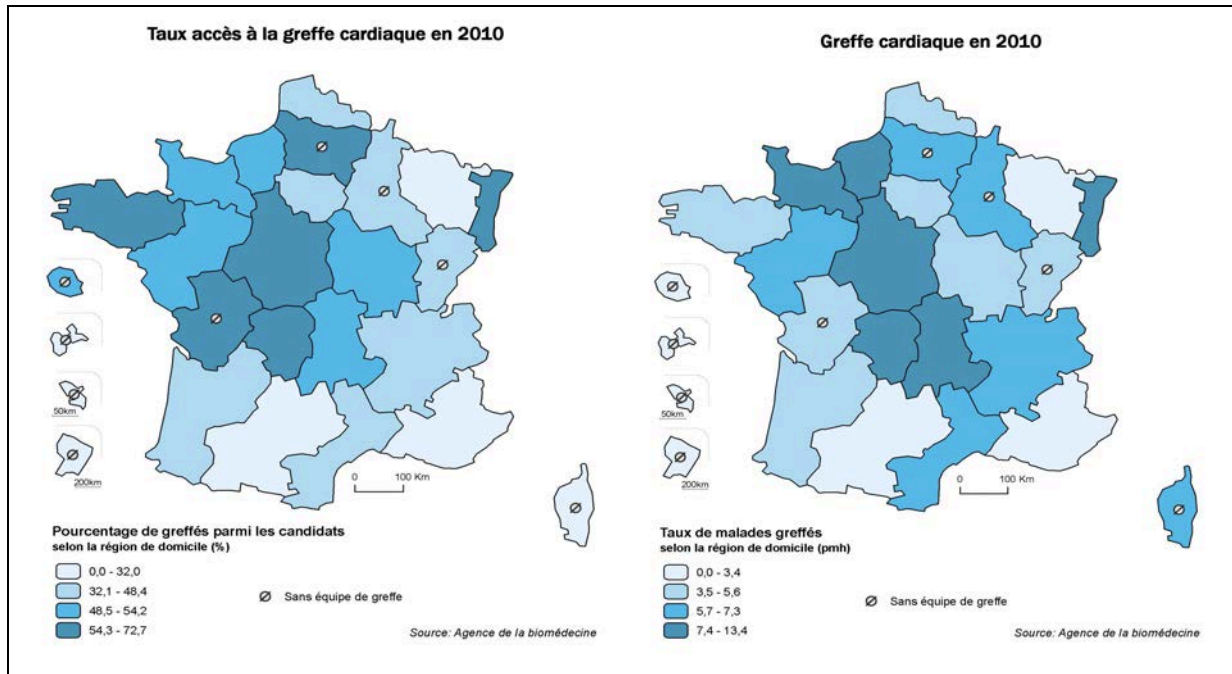 Taux accès à la greffe cardiaque en 2010
50km
200km
0 100 Km
Pourcentage de greffés parmi les candidats
selon la région de domicile (%)
0,0 - 32,0
32,1 - 48,4
48,5 - 54,2
54,3 - 72,7
Sans équipe de greffe
Source: Agence de la biomédecine
Greffe cardiaque en 2010
50km
200km
0 100 Km
Taux de malades greffés
selon la région de domicile (pmh)
0,0 - 3,4
3,5 - 5,6
5,7 - 7,3
7,4 - 13,4
Sans équipe de greffe
Source: Agence de la biomédecine